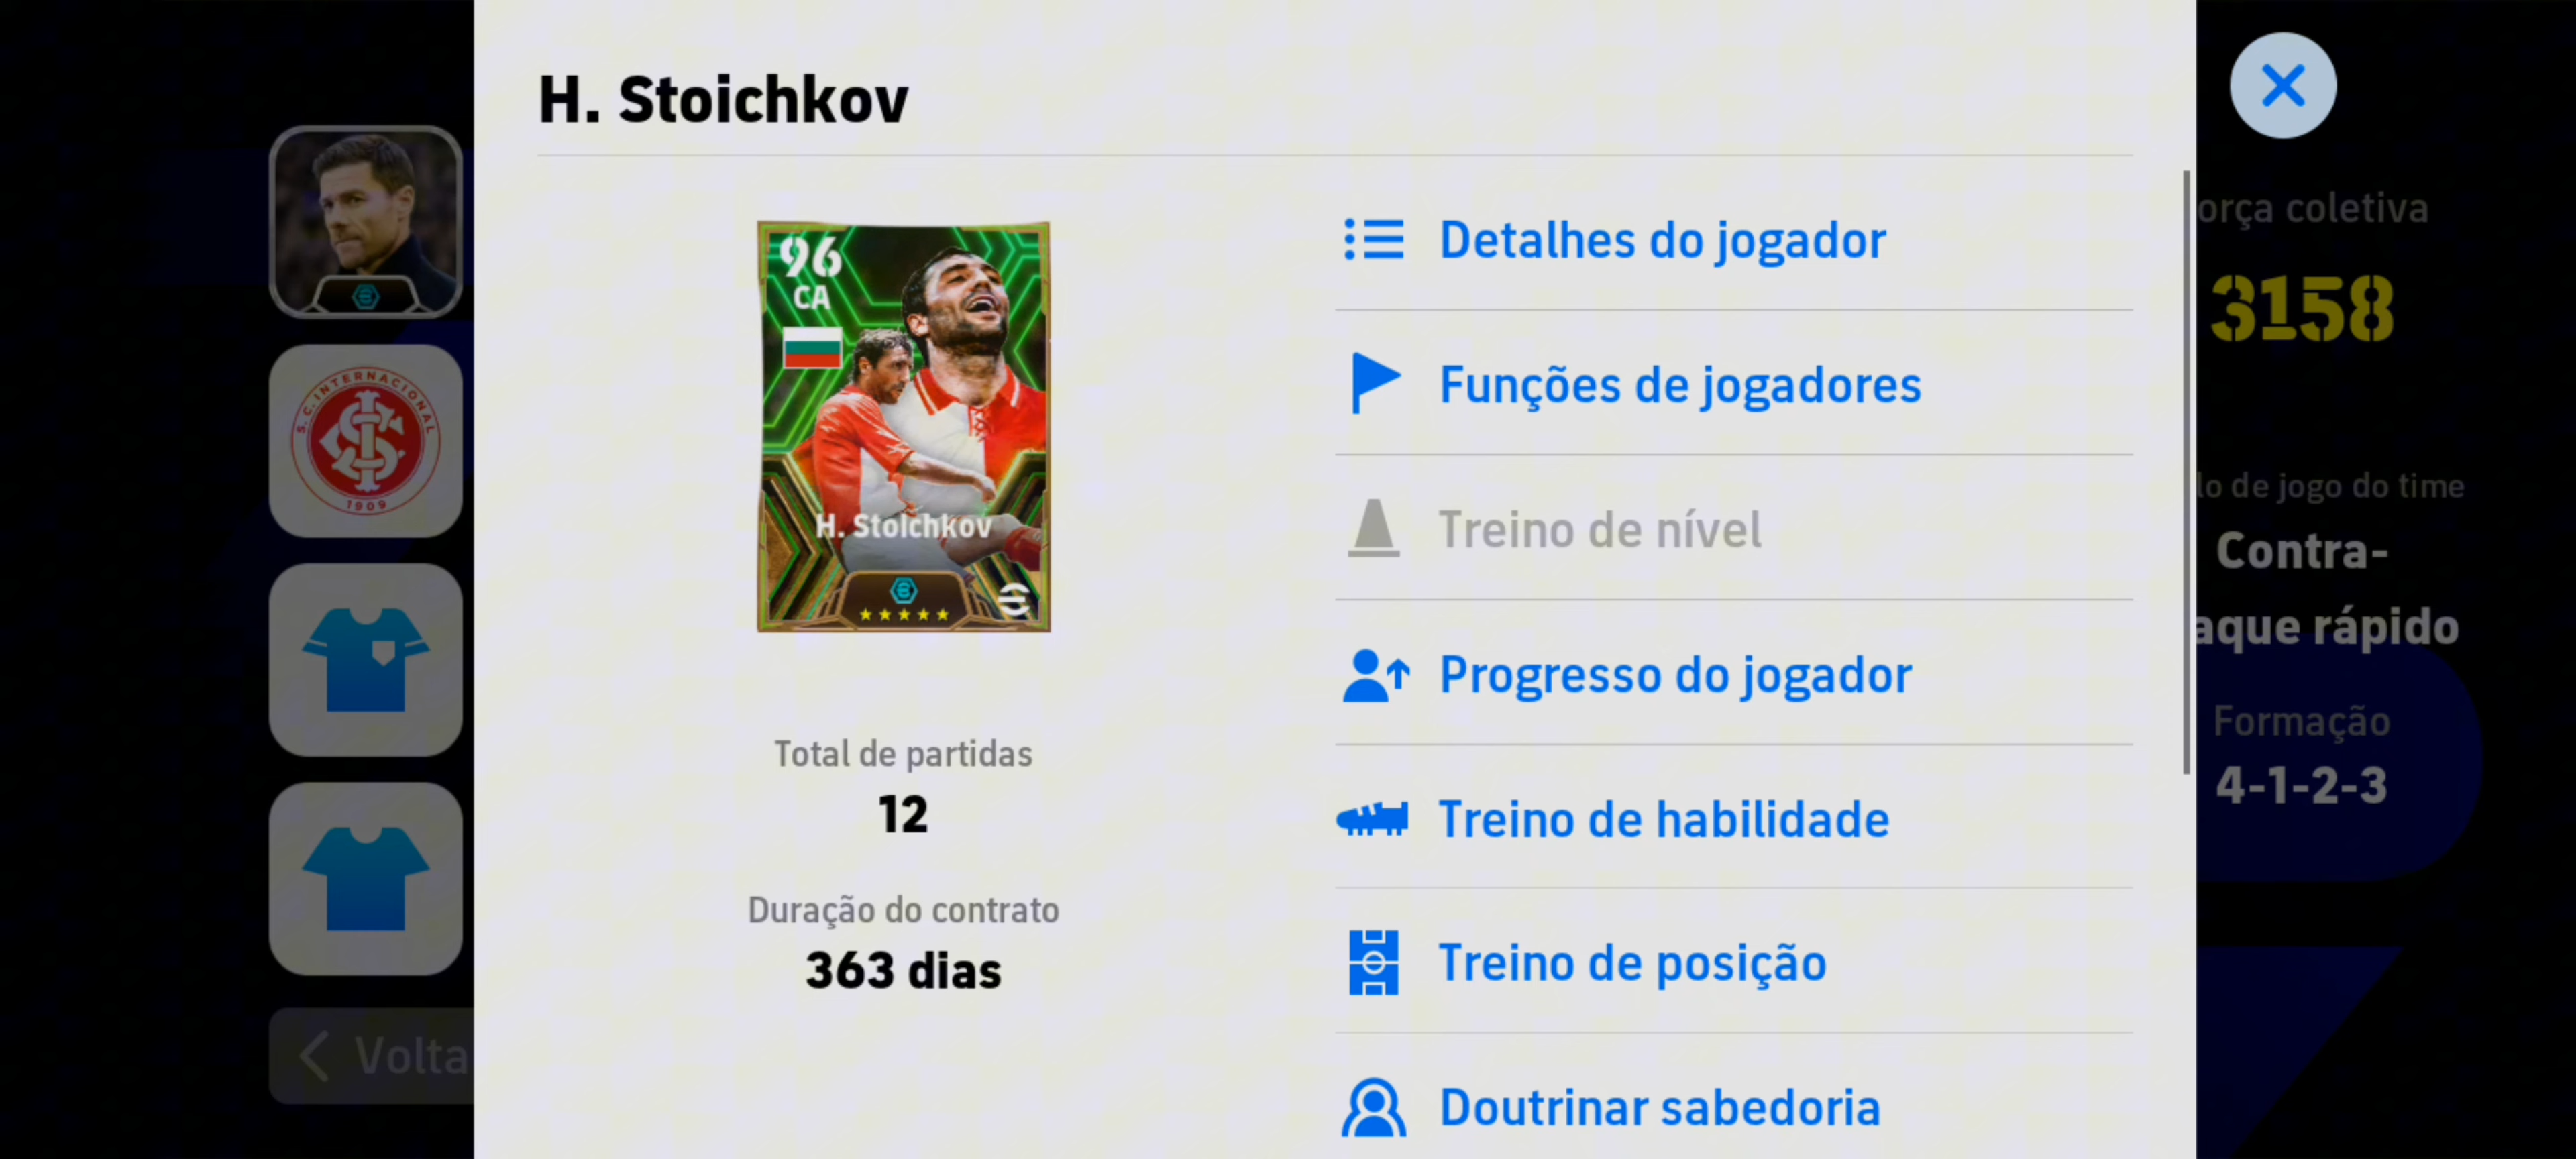 H. Stoichkov
96
CA
H. Stoichkov
Total de partidas
12
Duração do contrato
363 dias
Detalhes do jogador
Funções de jogadores
Treino de nível
Progresso do jogador
Treino de habilidade
Treino de posição
Doutrinar sabedoria
S. C. INTERNACIONAL
1909
Volta
orça coletiva
3158
lo de jogo do time
Contra-
aque rápido
Formação
4-1-2-3